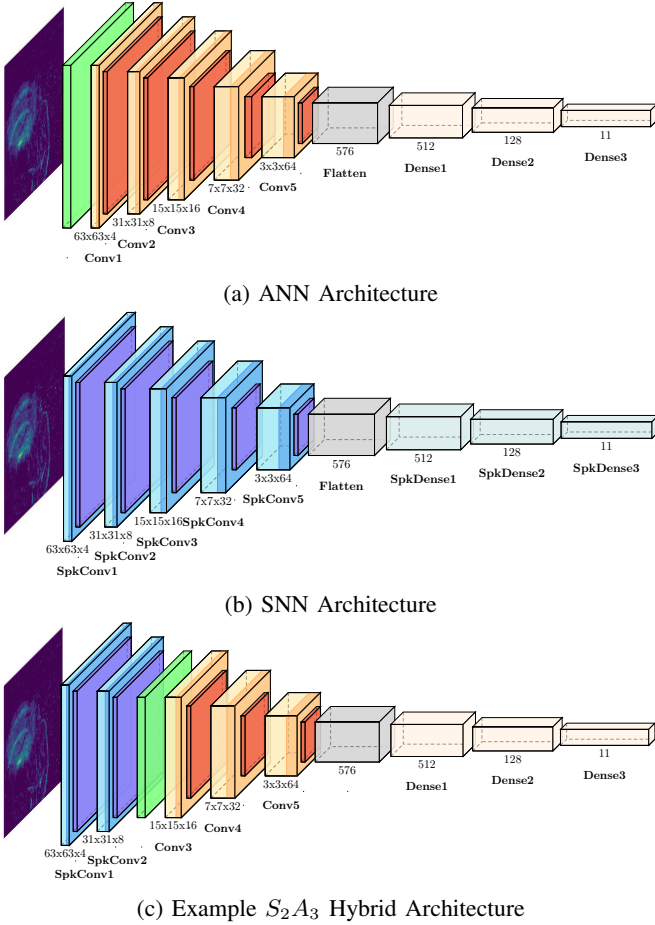 63x63x4
Conv1
31x31x8
Conv2
15x15x16
Conv3
7x7x32
Conv4
3x3x64
Conv5
576
Flatten
512
Dense1
128
Dense2
11
Dense3
(a) ANN Architecture
63x63x4
SpkConv1
31x31x8
SpkConv2
15x15x16
SpkConv3
7x7x32
SpkConv4
3x3x64
SpkConv5
576
Flatten
512
SpkDense1
128
SpkDense2
11
SpkDense3
(b) SNN Architecture
63x63x4
SpkConv1
31x31x8
SpkConv2
15x15x16
Conv3
7x7x32
Conv4
3x3x64
Conv5
576
512
Dense1
128
Dense2
11
Dense3
(c) Example S₂A₃ Hybrid Architecture